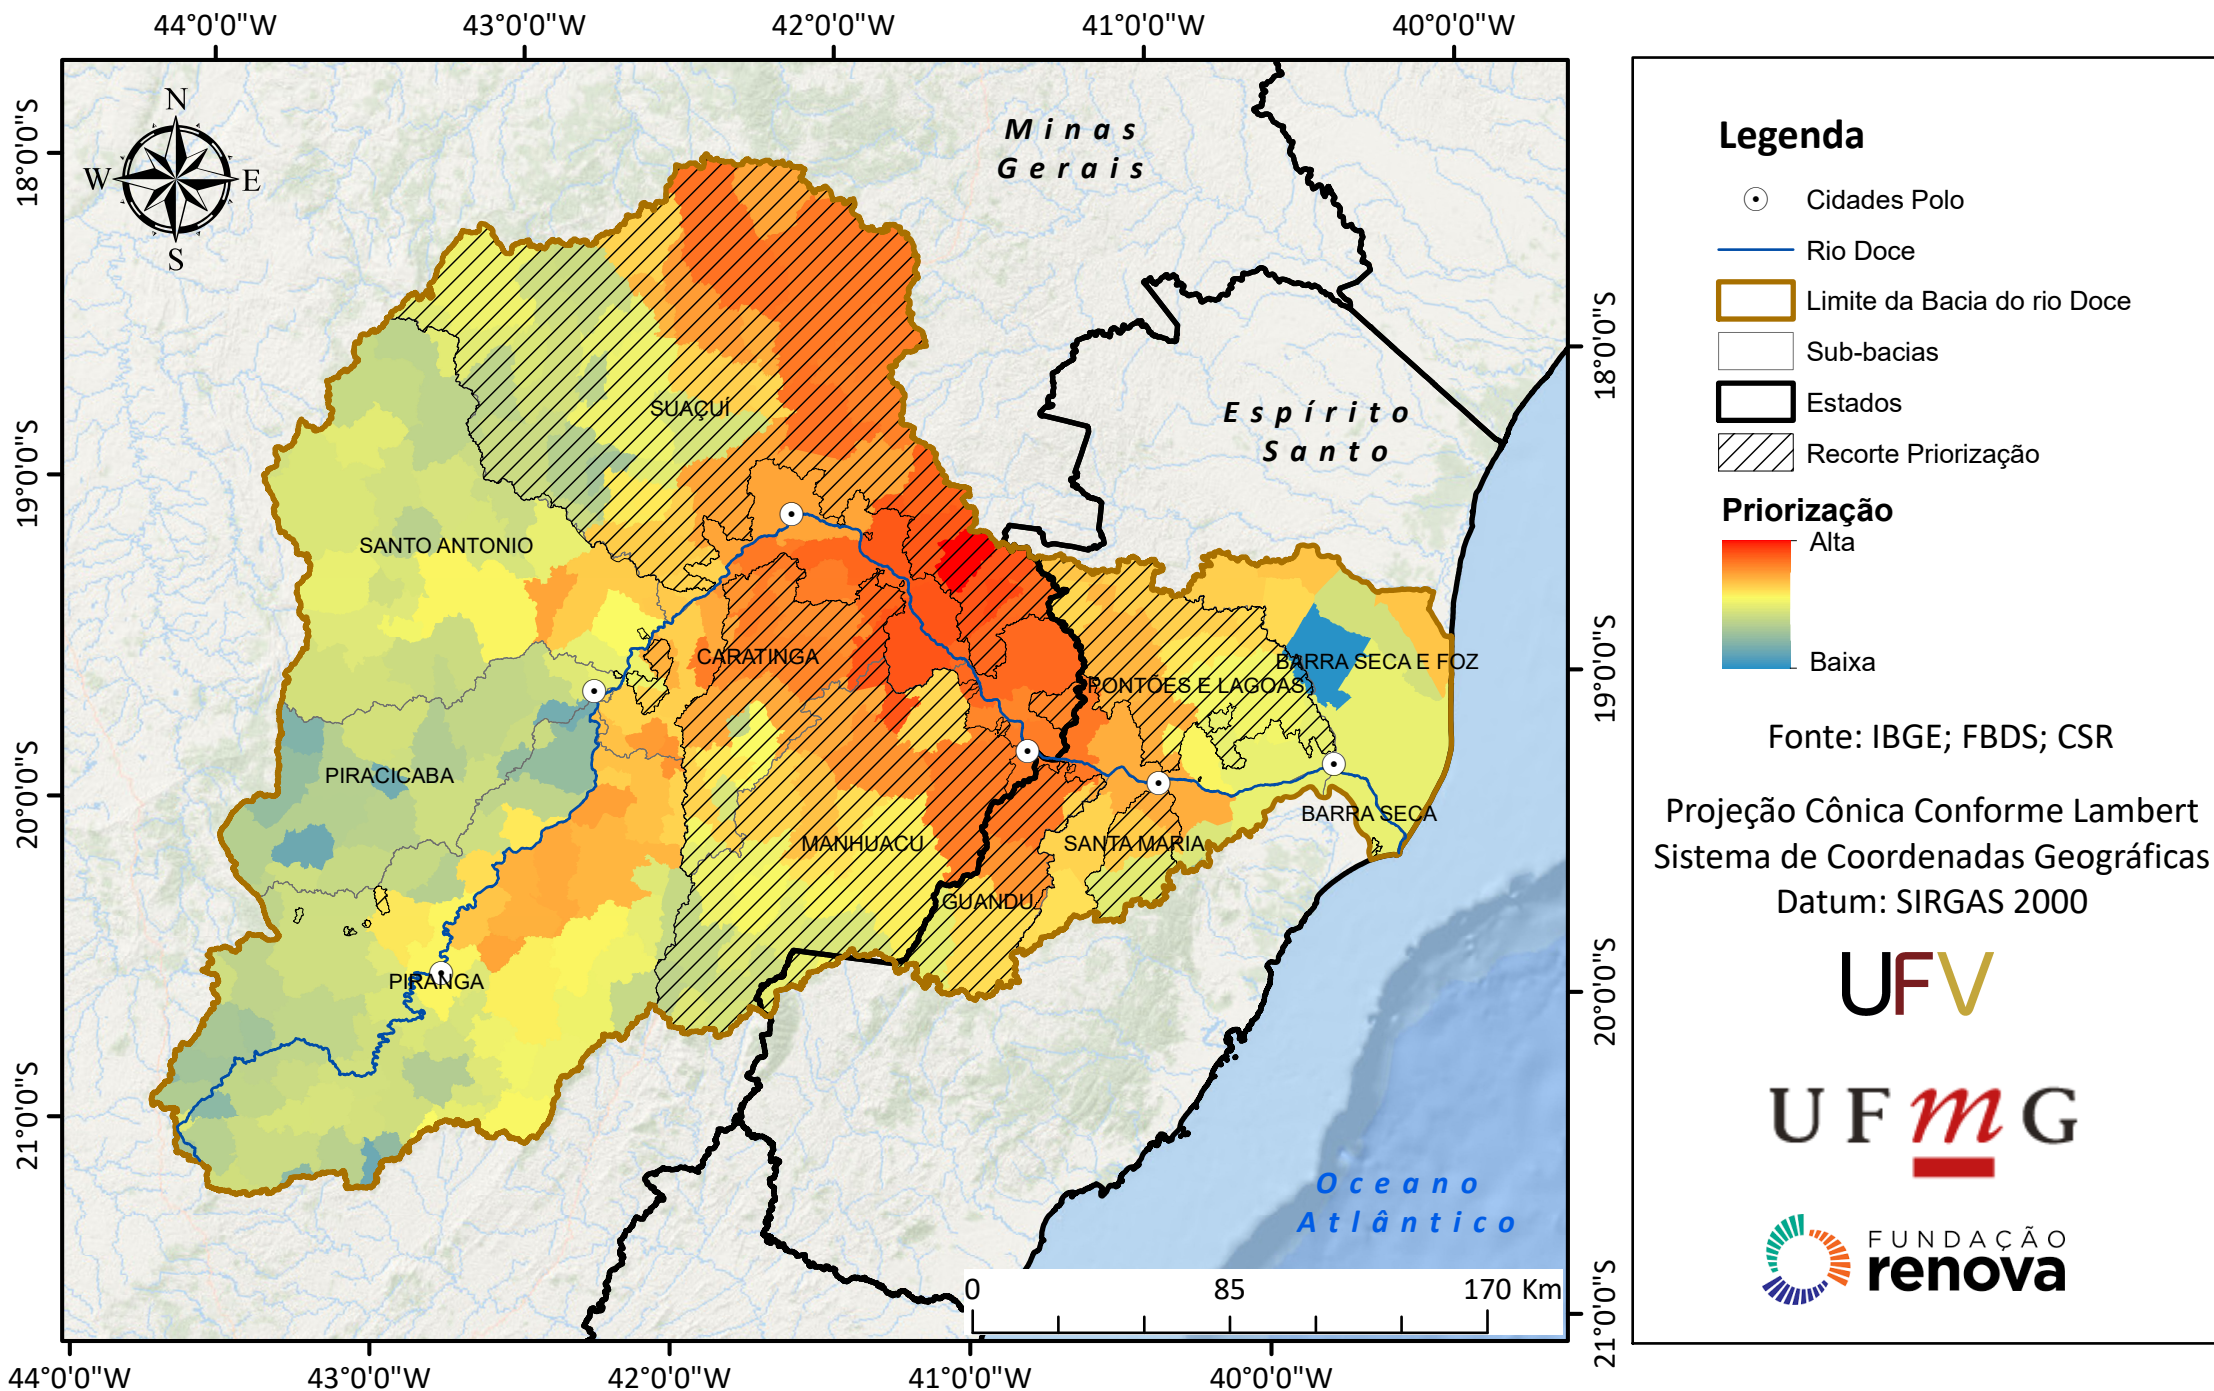 44°0'0"W
43°0'0"W
42°0'0"W
41°0'0"W
40°0'0"W
18°0'0"S
19°0'0"S
20°0'0"S
21°0'0"S
N
W
E
S
Minas
Gerais
Espírito
Santo
SUAÇUÍ
SANTO ANTONIO
CARATINGA
BARRA SECA E FOZ
PONTÕES E LAGOAS
PIRACICABA
BARRA SECA
MANHUAÇU
SANTA MARIA
GUANDU
PIRANGA
Oceano
Atlântico
0
85
170 Km
18°0'0"S
19°0'0"S
20°0'0"S
21°0'0"S
44°0'0"W
43°0'0"W
42°0'0"W
41°0'0"W
40°0'0"W
Legenda
Cidades Polo
Rio Doce
Limite da Bacia do rio Doce
Sub-bacias
Estados
Recorte Priorização
Priorização
Alta
Baixa
Fonte: IBGE; FBDS; CSR
Projeção Cônica Conforme Lambert
Sistema de Coordenadas Geográficas
Datum: SIRGAS 2000
UFV
UFmG
FUNDAÇÃO
renova